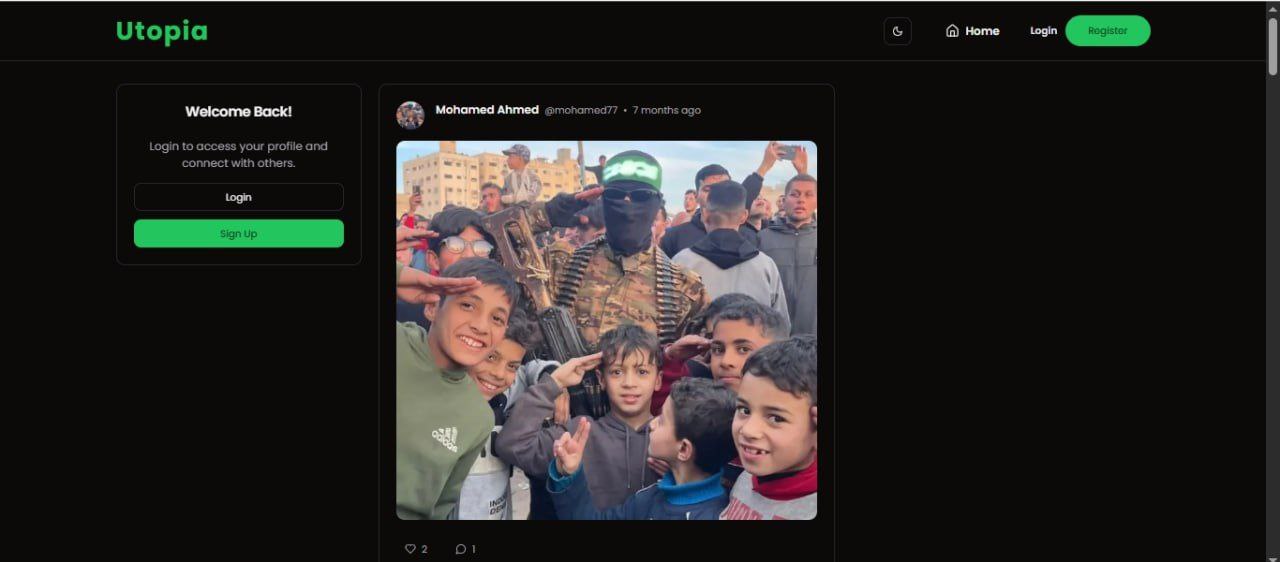 Utopia
Home
Login
Register
Welcome Back!
Login to access your profile and
connect with others.
Login
Sign Up
Mohamed Ahmed @mohamed77 • 7 months ago
adidas
2
1